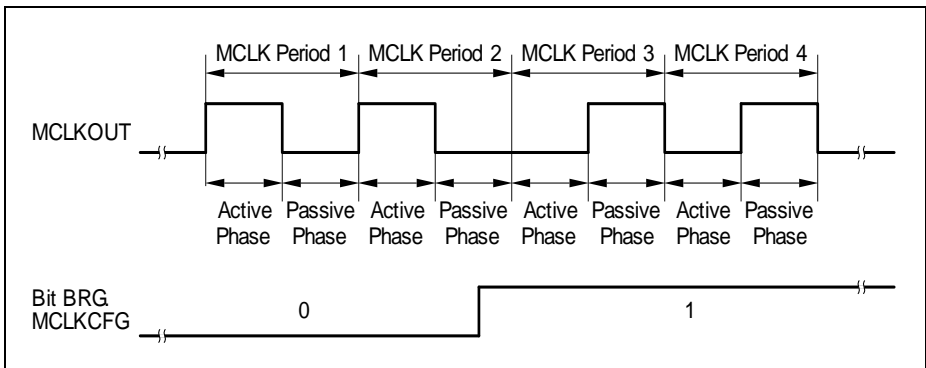 MCLK Period 1 MCLK Period 2 MCLK Period 3 MCLK Period 4
MCLKOUT
Active Phase
Passive Phase
Active Phase
Passive Phase
Active Phase
Passive Phase
Active Phase
Passive Phase
Bit BRG.
MCLKCFG
0
1